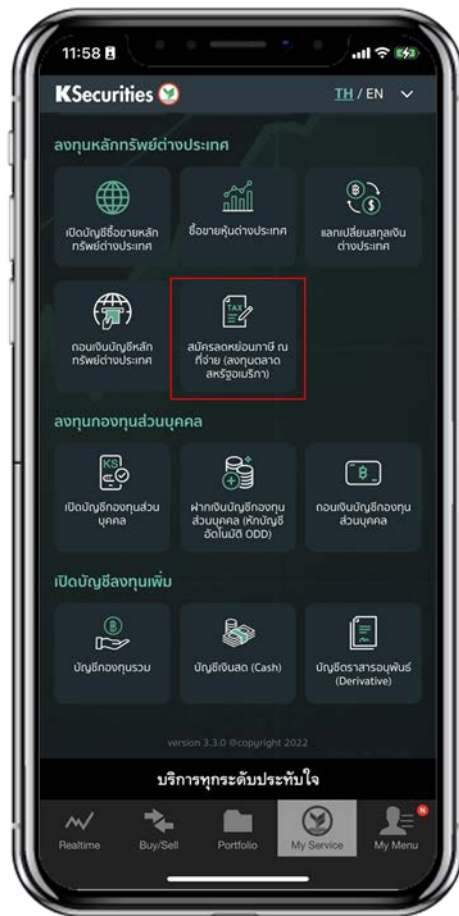 11:58
KSecurities
TH / EN
ลงทุนหลักทรัพย์ต่างประเทศ
เปิดบัญชีซื้อขายหลัก
ทรัพย์ต่างประเทศ
ซื้อขายหุ้นต่างประเทศ
แลกเปลี่ยนสกุลเงิน
ต่างประเทศ
ถอนเงินบัญชีหลัก
ทรัพย์ต่างประเทศ
TAX
สมัครลดหย่อนภาษี ณ
ที่จ่าย (ลงทุนตลาด
สหรัฐอเมริกา)
ลงทุนกองทุนส่วนบุคคล
KS
เปิดบัญชีกองทุนส่วน
บุคคล
ฝากเงินบัญชีกองทุน
ส่วนบุคคล (หักบัญชี
อัตโนมัติ ODD)
ถอนเงินบัญชีกองทุน
ส่วนบุคคล
เปิดบัญชีลงทุนเพิ่ม
บัญชีกองทุนรวม
บัญชีเงินสด (Cash)
บัญชีตราสารอนุพันธ์
(Derivative)
version 3.3.0 @copyright 2022
บริการทุกระดับประทับใจ
Realtime
Buy/Sell
Portfolio
My Service
N
My Menu